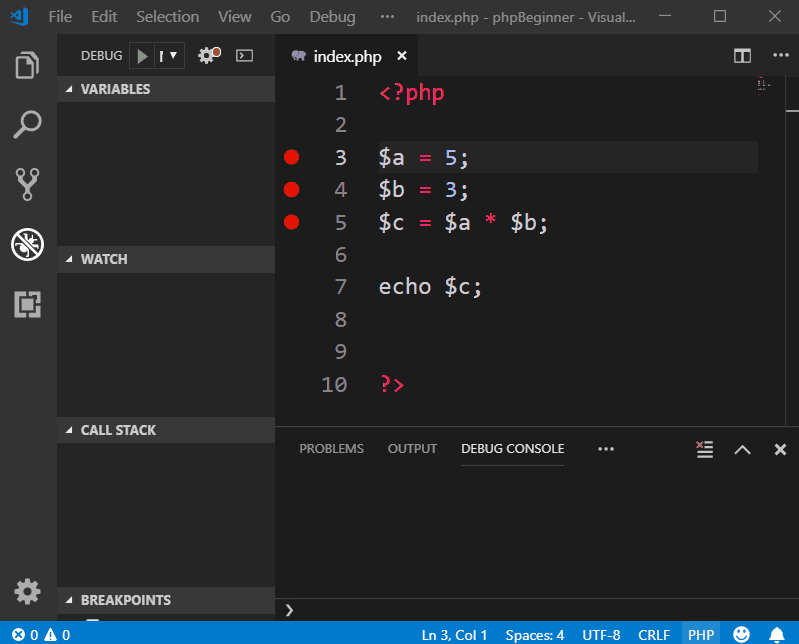 File Edit Selection View Go Debug ··· index.php - phpBeginner - Visual...
DEBUG
index.php
VARIABLES
WATCH
CALL STACK
BREAKPOINTS
1 <?php
2
3 $a = 5;
4 $b = 3;
5 $c = $a * $b;
6
7 echo $c;
8
9
10 ?>
PROBLEMS OUTPUT DEBUG CONSOLE ···
0 0 Ln 3, Col 1 Spaces: 4 UTF-8 CRLF PHP